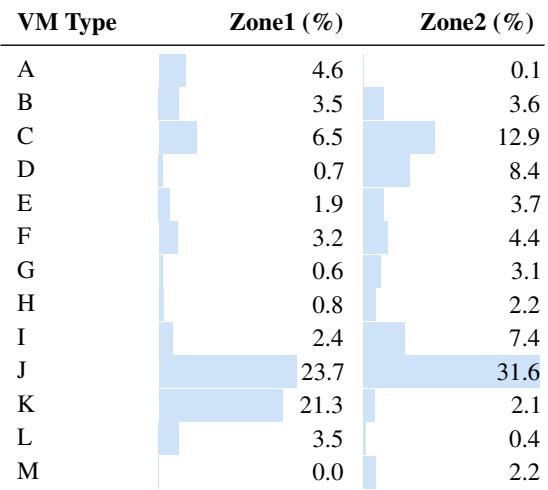 VM Type Zone1 (%) Zone2 (%)
A 4.6 0.1
B 3.5 3.6
C 6.5 12.9
D 0.7 8.4
E 1.9 3.7
F 3.2 4.4
G 0.6 3.1
H 0.8 2.2
I 2.4 7.4
J 23.7 31.6
K 21.3 2.1
L 3.5 0.4
M 0.0 2.2